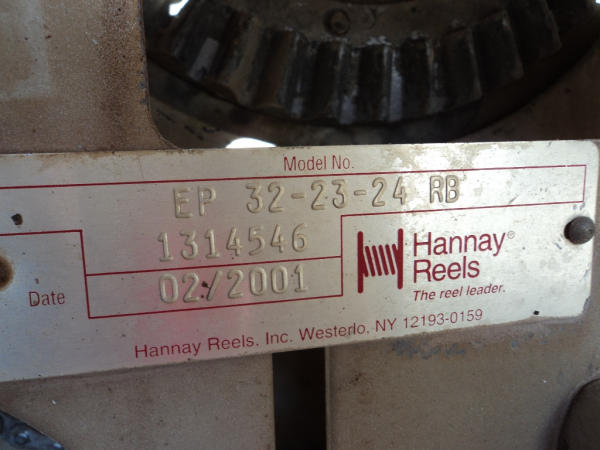 Model No.
EP 32-23-24 RB
1314546
Date 02/2001
Hannay®
Reels
The reel leader.
Hannay Reels, Inc. Westerlo, NY 12193-0159